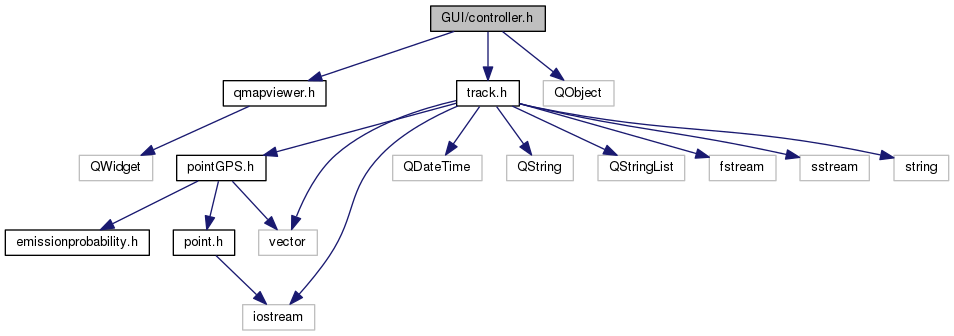 GUI/controller.h
qmapviewer.h
track.h
QObject
QWidget
pointGPS.h
QDateTime
QString
QStringList
fstream
sstream
string
emissionprobability.h
point.h
vector
iostream